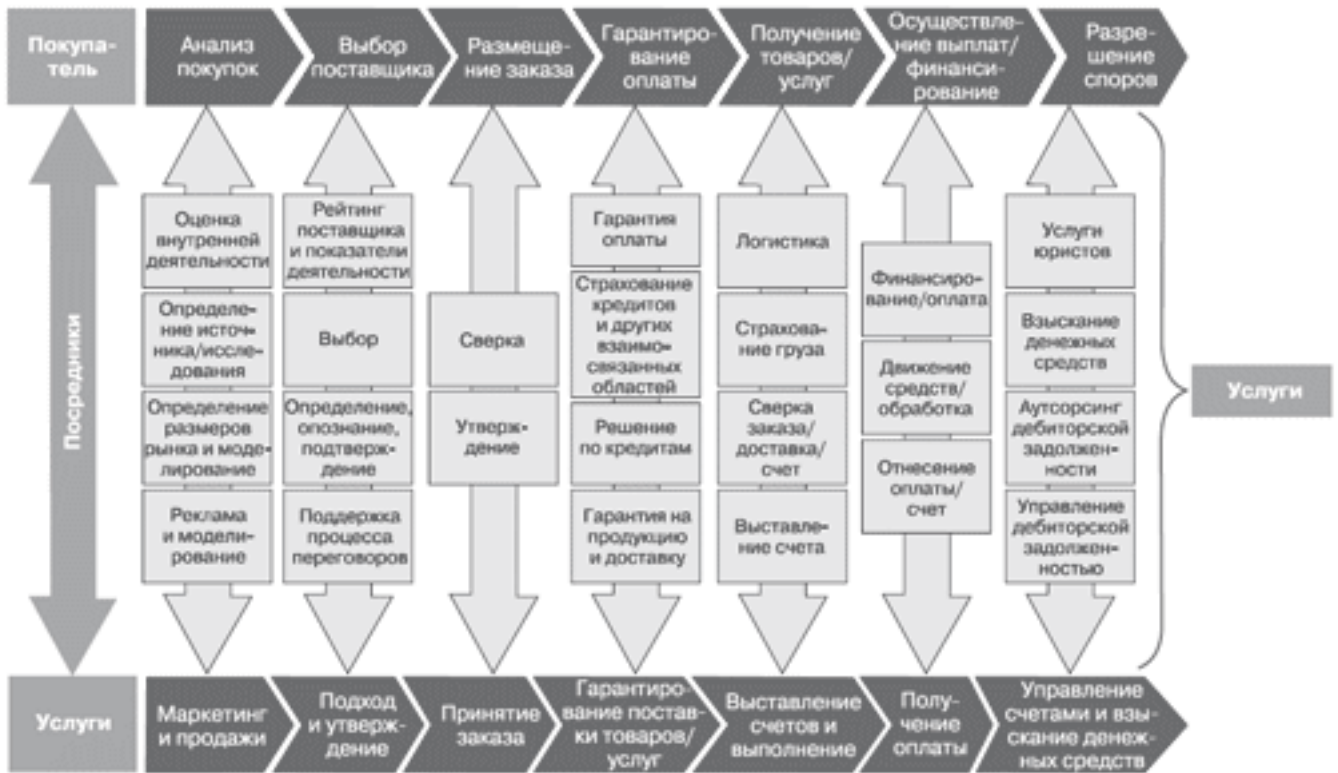 Покупа-
тель
Анализ
покупок
Выбор
поставщика
Размеще-
ние заказа
Гарантиро-
вание
оплаты
Получение
товаров/
услуг
Осуществле-
ние выплат/
финанси-
рование
Разре-
шение
споров
Посредники
Оценка
внутренней
деятельности
Определе-
ние источ-
ника/иссле-
дования
Определение
размеров
рынка и моде-
лирование
Реклама
и модели-
рование
Рейтинг
поставщика
и показатели
деятельности
Выбор
Определение,
опознание,
подтверж-
дение
Поддержка
процесса
переговоров
Сверка
Утверж-
дение
Гарантия
оплаты
Страхование
кредитов
и других
взаимо-
связанных
областей
Решение
по кредитам
Гарантия на
продукцию
и доставку
Логистика
Страхова-
ние груза
Сверка
заказа/
доставка/
счет
Выставле-
ние счета
Финансиро-
вание/оплата
Движение
средств/
обработка
Отнесение
оплаты/
счет
Услуги
юристов
Взыскание
денежных
средств
Аутсорсинг
дебиторской
задолжен-
ности
Управление
дебиторской
задолжен-
ностью
Услуги
Услуги
Маркетинг
и продажи
Подход
и утверж-
дение
Принятие
заказа
Гарантиро-
вание постав-
ки товаров/
услуг
Выставление
счетов и
выполнение
Полу-
чение
оплаты
Управление
счетами и взы-
скание денеж-
ных средств